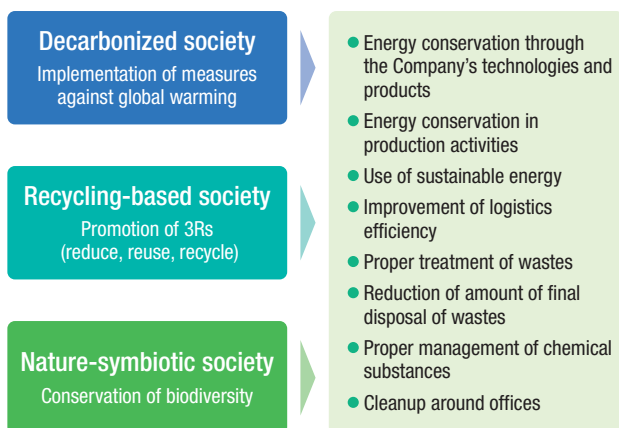 Decarbonized society
Implementation of measures
against global warming
Recycling-based society
Promotion of 3Rs
(reduce, reuse, recycle)
Nature-symbiotic society
Conservation of biodiversity
● Energy conservation through
the Company's technologies and
products
● Energy conservation in
production activities
● Use of sustainable energy
● Improvement of logistics
efficiency
● Proper treatment of wastes
● Reduction of amount of final
disposal of wastes
● Proper management of chemical
substances
● Cleanup around offices